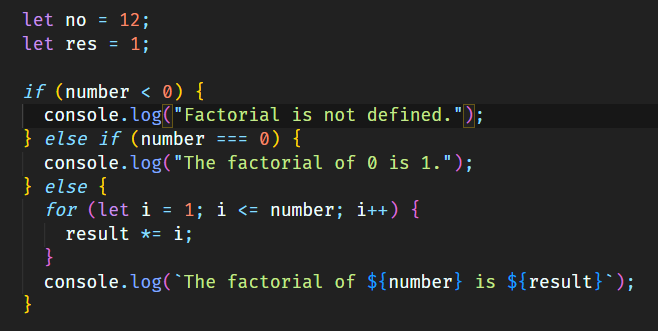 let no = 12;
let res = 1;

if (number < 0) {
  console.log("Factorial is not defined.");
} else if (number === 0) {
  console.log("The factorial of 0 is 1.");
} else {
  for (let i = 1; i <= number; i++) {
    result *= i;
  }
  console.log(`The factorial of ${number} is ${result}`);
}